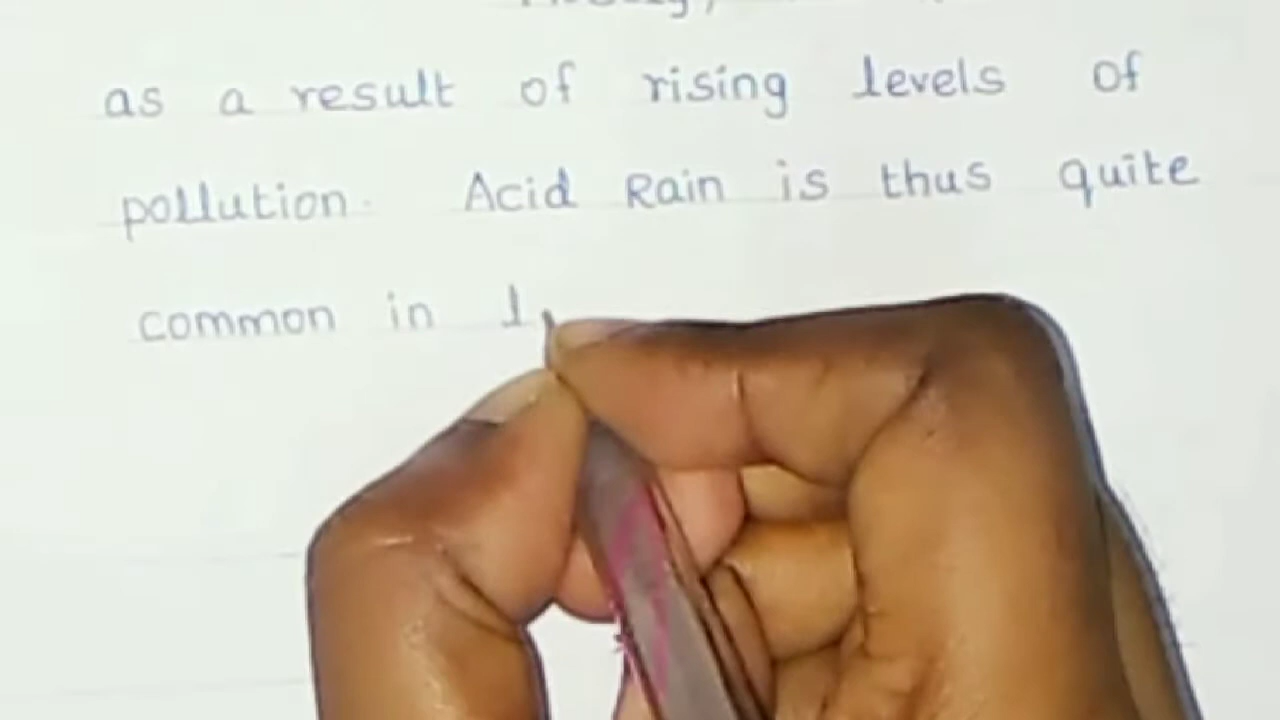 as a result of rising levels of
pollution. Acid Rain is thus quite
common in